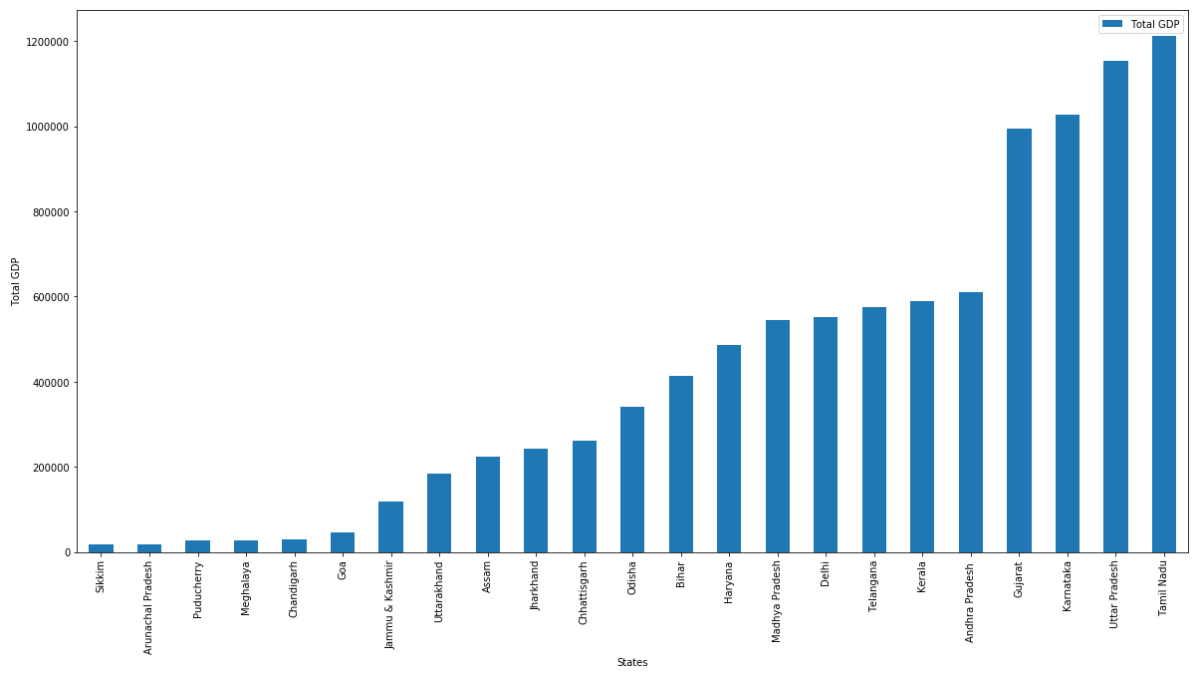 Total GDP
1200000
1000000
800000
600000
400000
200000
0
Total GDP
Sikkim
Arunachal Pradesh
Puducherry
Meghalaya
Chandigarh
Goa
Jammu & Kashmir
Uttarakhand
Assam
Jharkhand
Chhattisgarh
Odisha
Bihar
Haryana
Madhya Pradesh
Delhi
Telangana
Kerala
Andhra Pradesh
Gujarat
Karnataka
Uttar Pradesh
Tamil Nadu
States